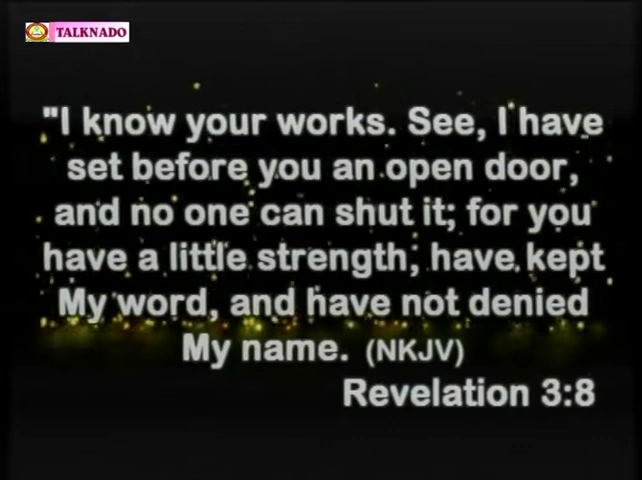 TALKNADO
"I know your works. See, I have
set before you an open door,
and no one can shut it; for you
have a little strength, have kept
My word, and have not denied
My name. (NKJV)
Revelation 3:8